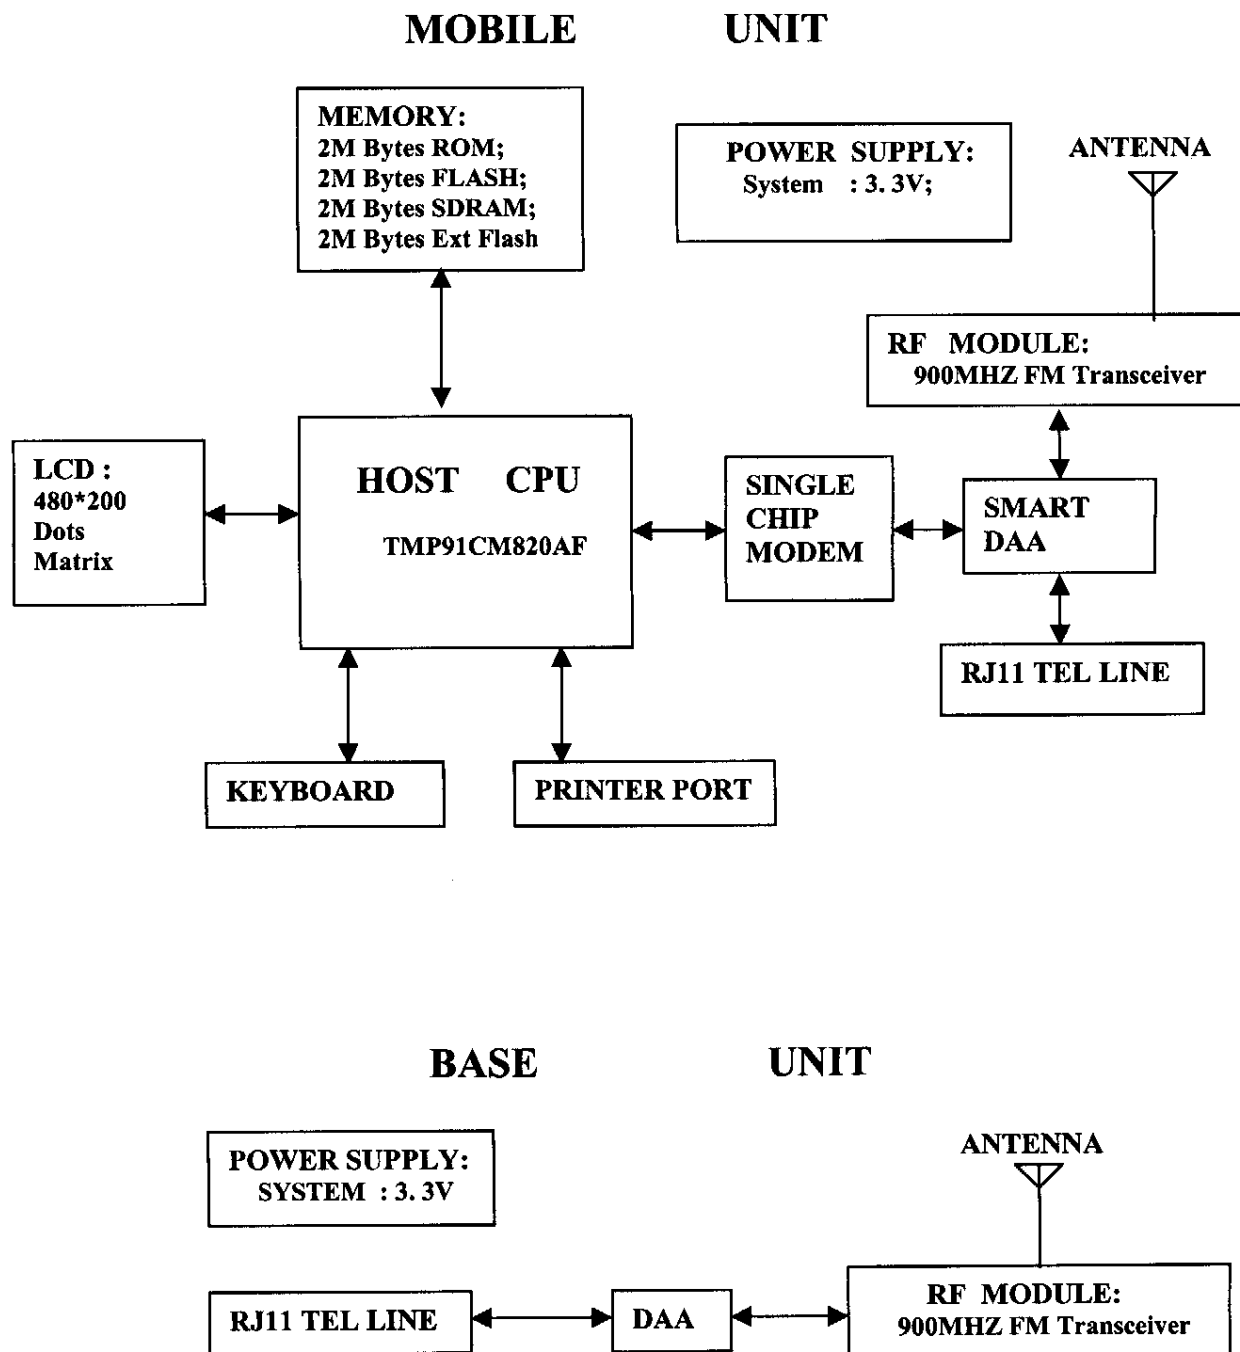 MOBILE UNIT
MEMORY:
2M Bytes ROM;
2M Bytes FLASH;
2M Bytes SDRAM;
2M Bytes Ext Flash
POWER SUPPLY:
System : 3. 3V;
ANTENNA
RF MODULE:
900MHZ FM Transceiver
LCD :
480*200
Dots
Matrix
HOST CPU
TMP91CM820AF
SINGLE
CHIP
MODEM
SMART
DAA
RJ11 TEL LINE
KEYBOARD
PRINTER PORT
BASE UNIT
POWER SUPPLY:
SYSTEM : 3. 3V
ANTENNA
RJ11 TEL LINE
DAA
RF MODULE:
900MHZ FM Transceiver